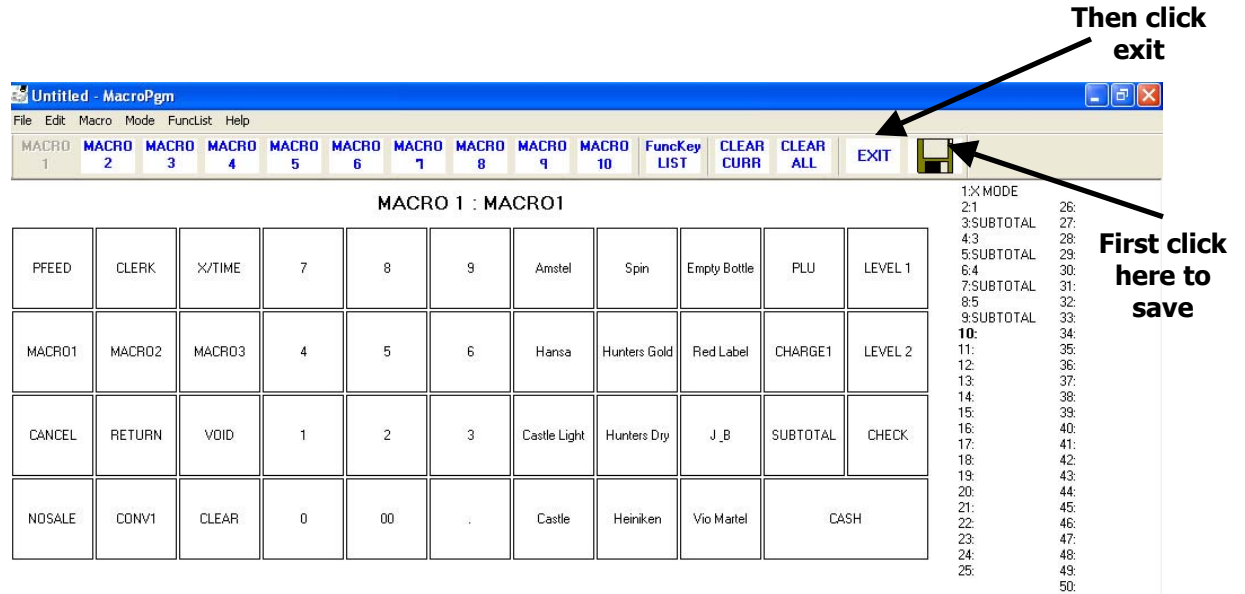 Then click
exit
Untitled - MacroPgm
File Edit Macro Mode FuncList Help
MACRO 1 MACRO 2 MACRO 3 MACRO 4 MACRO 5 MACRO 6 MACRO 7 MACRO 8 MACRO 9 MACRO 10 FuncKey LIST CLEAR CURR CLEAR ALL EXIT
MACRO 1 : MACRO1
PFEED CLERK X/TIME 7 8 9 Amstel Spin Empty Bottle PLU LEVEL 1
MACRO1 MACRO2 MACRO3 4 5 6 Hansa Hunters Gold Red Label CHARGE1 LEVEL 2
CANCEL RETURN VOID 1 2 3 Castle Light Hunters Dry J_B SUBTOTAL CHECK
NOSALE CONV1 CLEAR 0 00 . Castle Heiniken Vio Martel CASH
1:X MODE
2:1
3:SUBTOTAL
4:3
5:SUBTOTAL
6:4
7:SUBTOTAL
8:5
9:SUBTOTAL
10:
11:
12:
13:
14:
15:
16:
17:
18:
19:
20:
21:
22:
23:
24:
25:
26:
27:
28:
29:
30:
31:
32:
33:
34:
35:
36:
37:
38:
39:
40:
41:
42:
43:
44:
45:
46:
47:
48:
49:
50:
First click
here to
save